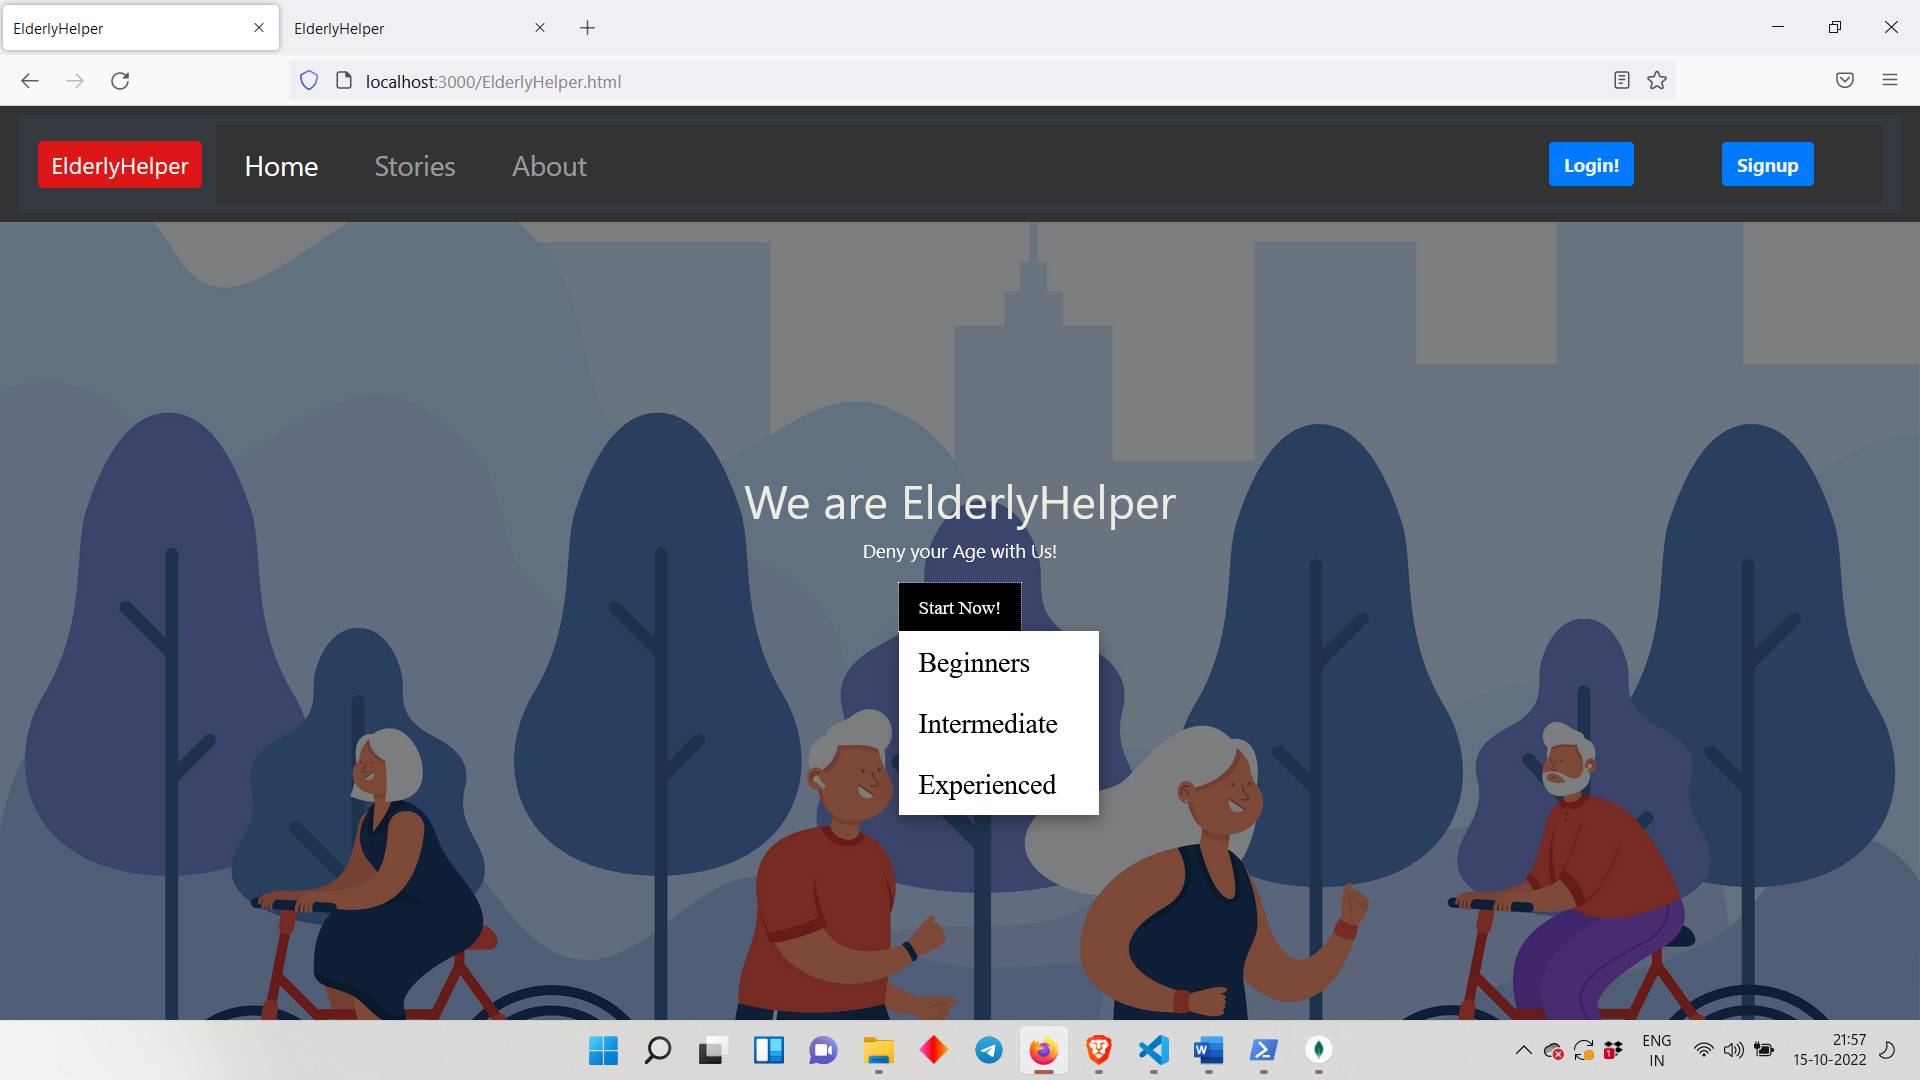 ElderlyHelper
ElderlyHelper
localhost:3000/ElderlyHelper.html
ElderlyHelper Home Stories About Login! Signup
We are ElderlyHelper
Deny your Age with Us!
Start Now!
Beginners
Intermediate
Experienced
W
1
ENG
IN
21:57
15-10-2022